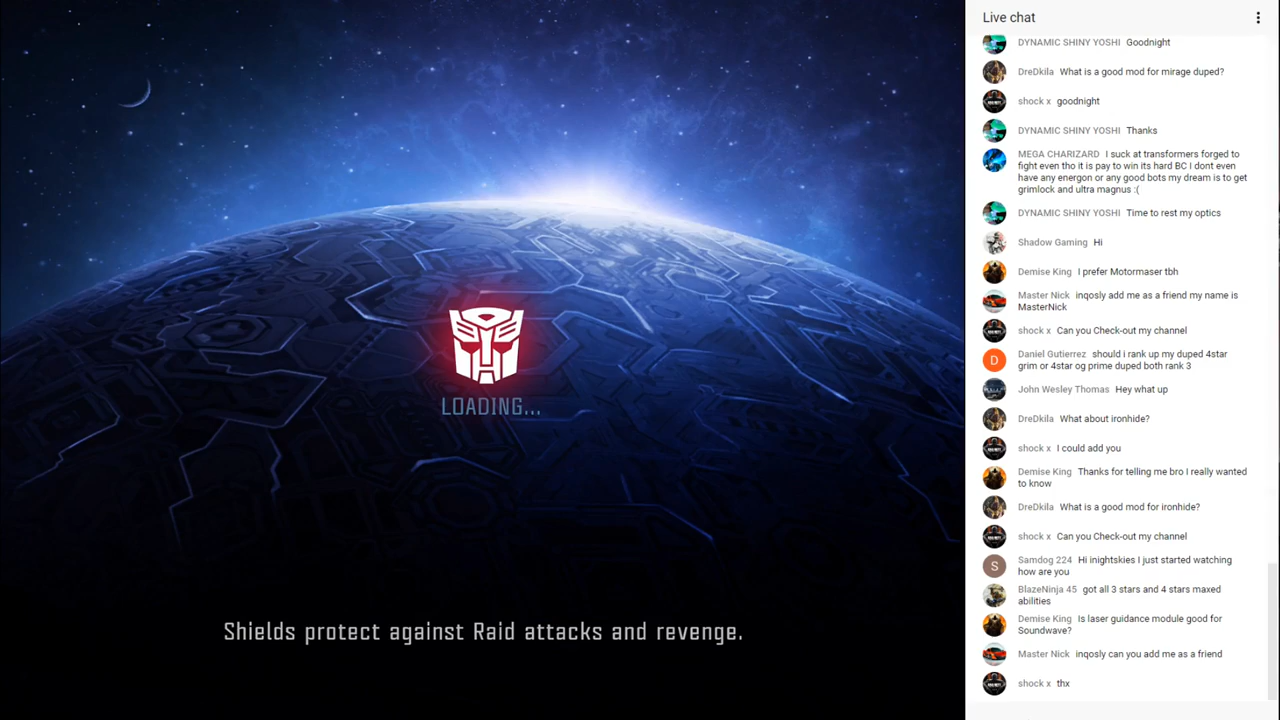 LOADING...
Shields protect against Raid attacks and revenge.
Live chat
DYNAMIC SHINY YOSHI Goodnight
DreDkila What is a good mod for mirage duped?
shock x goodnight
DYNAMIC SHINY YOSHI Thanks
MEGA CHARIZARD I suck at transformers forged to
fight even tho it is pay to win its hard BC I dont even
have any energon or any good bots my dream is to get
grimlock and ultra magnus :(
DYNAMIC SHINY YOSHI Time to rest my optics
Shadow Gaming Hi
Demise King I prefer Motormaser tbh
Master Nick inqosly add me as a friend my name is
MasterNick
shock x Can you Check-out my channel
D
Daniel Gutierrez should i rank up my duped 4star
grim or 4star og prime duped both rank 3
John Wesley Thomas Hey what up
DreDkila What about ironhide?
shock x I could add you
Demise King Thanks for telling me bro I really wanted
to know
DreDkila What is a good mod for ironhide?
shock x Can you Check-out my channel
S
Samdog 224 Hi inightskies I just started watching
how are you
BlazeNinja 45 got all 3 stars and 4 stars maxed
abilities
Demise King Is laser guidance module good for
Soundwave?
Master Nick inqosly can you add me as a friend
shock x thx